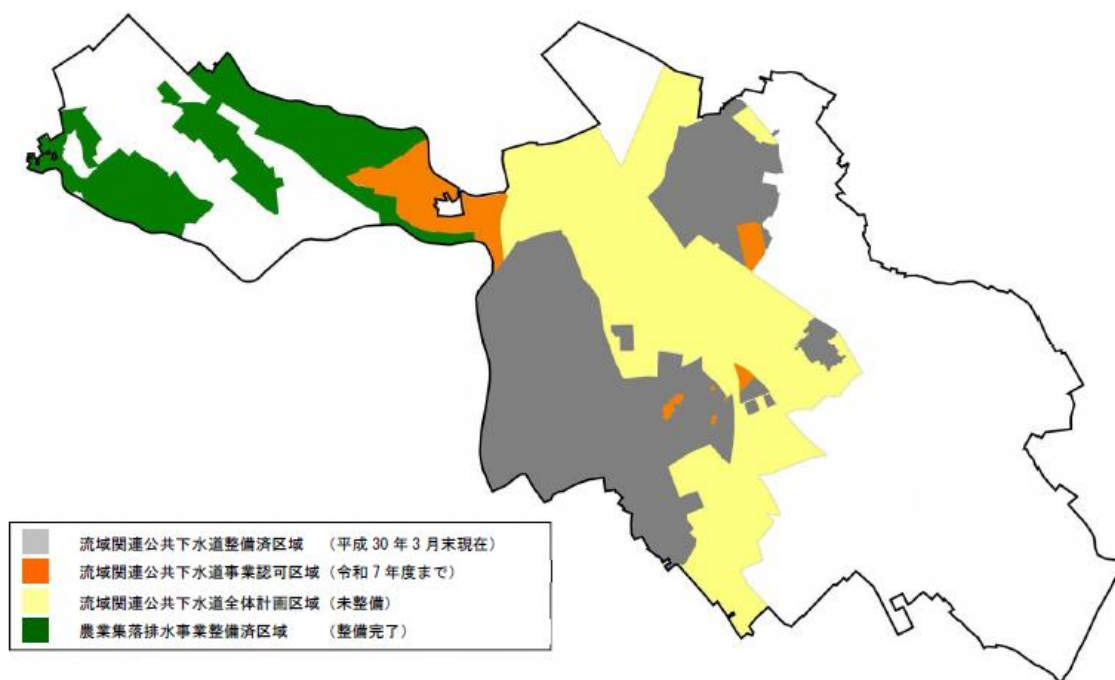 流域関連公共下水道整備済区域 （平成 30 年 3 月末現在）
流域関連公共下水道事業認可区域 （令和 7 年度まで）
流域関連公共下水道全体計画区域 （未整備）
農業集落排水事業整備済区域 （整備完了）